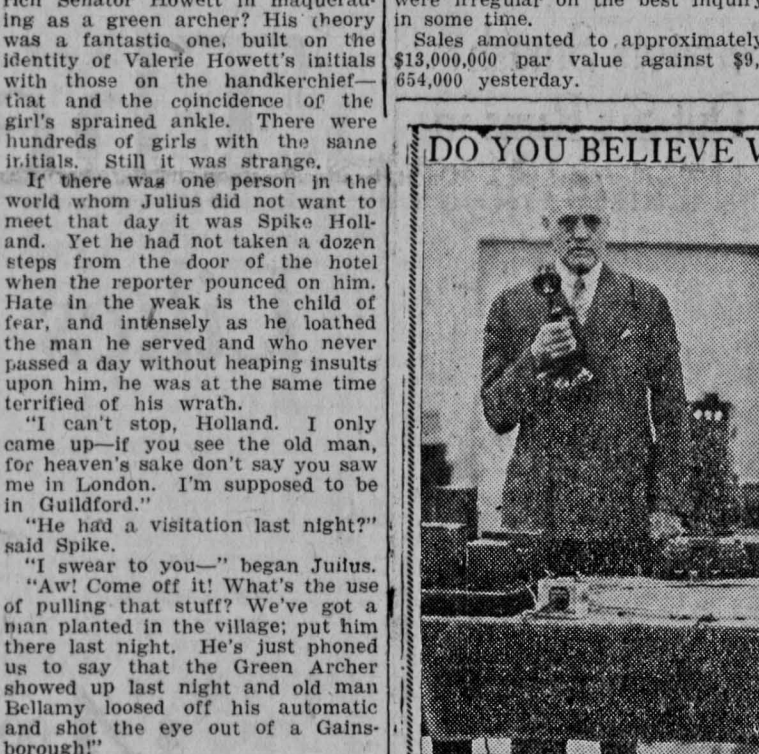 rich Senator Howett in maquerad-
ing as a green archer? His theory
was a fantastic one, built on the
identity of Valerie Howett's initials
with those on the handkerchief—
that and the coincidence of the
girl's sprained ankle. There were
hundreds of girls with the same
initials. Still it was strange.
If there was one person in the
world whom Julius did not want to
meet that day it was Spike Holl-
and. Yet he had not taken a dozen
steps from the door of the hotel
when the reporter pounced on him.
Hate in the weak is the child of
fear, and intensely as he loathed
the man he served and who never
passed a day without heaping insults
upon him, he was at the same time
terrified of his wrath.
"I can't stop, Holland. I only
came up—if you see the old man,
for heaven's sake don't say you saw
me in London. I'm supposed to be
in Guildford."
"He had a visitation last night?"
said Spike.
"I swear to you—" began Julius.
"Aw! Come off it! What's the use
of pulling that stuff? We've got a
man planted in the village; put him
there last night. He's just phoned
us to say that the Green Archer
showed up last night and old man
Bellamy loosed off his automatic
and shot the eye out of a Gains-
borough!"
were irregular on the best inquiry
in some time.
Sales amounted to approximately
$13,000,000 par value against $9,
654,000 yesterday.
DO YOU BELIEVE